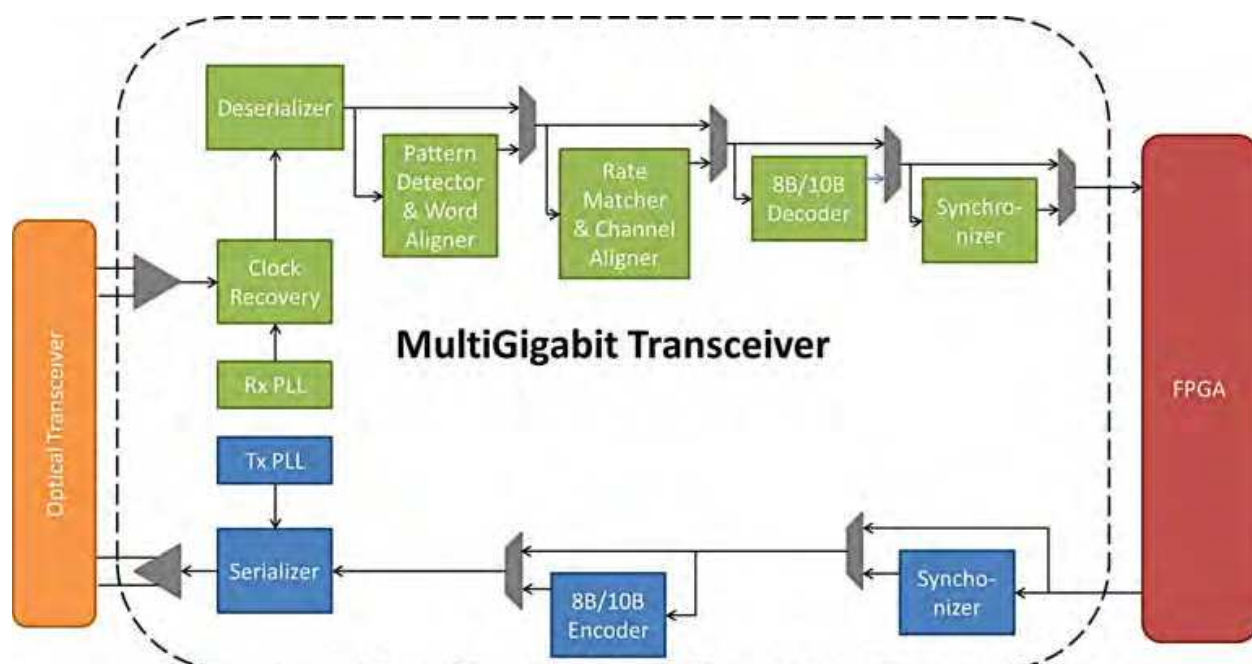 Deserializer
Pattern
Detector
& Word
Aligner
Rate
Matcher
& Channel
Aligner
8B/10B
Decoder
Synchro-
nizer
Clock
Recovery
MultiGigabit Transceiver
Rx PLL
Tx PLL
Serializer
8B/10B
Encoder
Syncho-
nizer
Optical Transceiver
FPGA